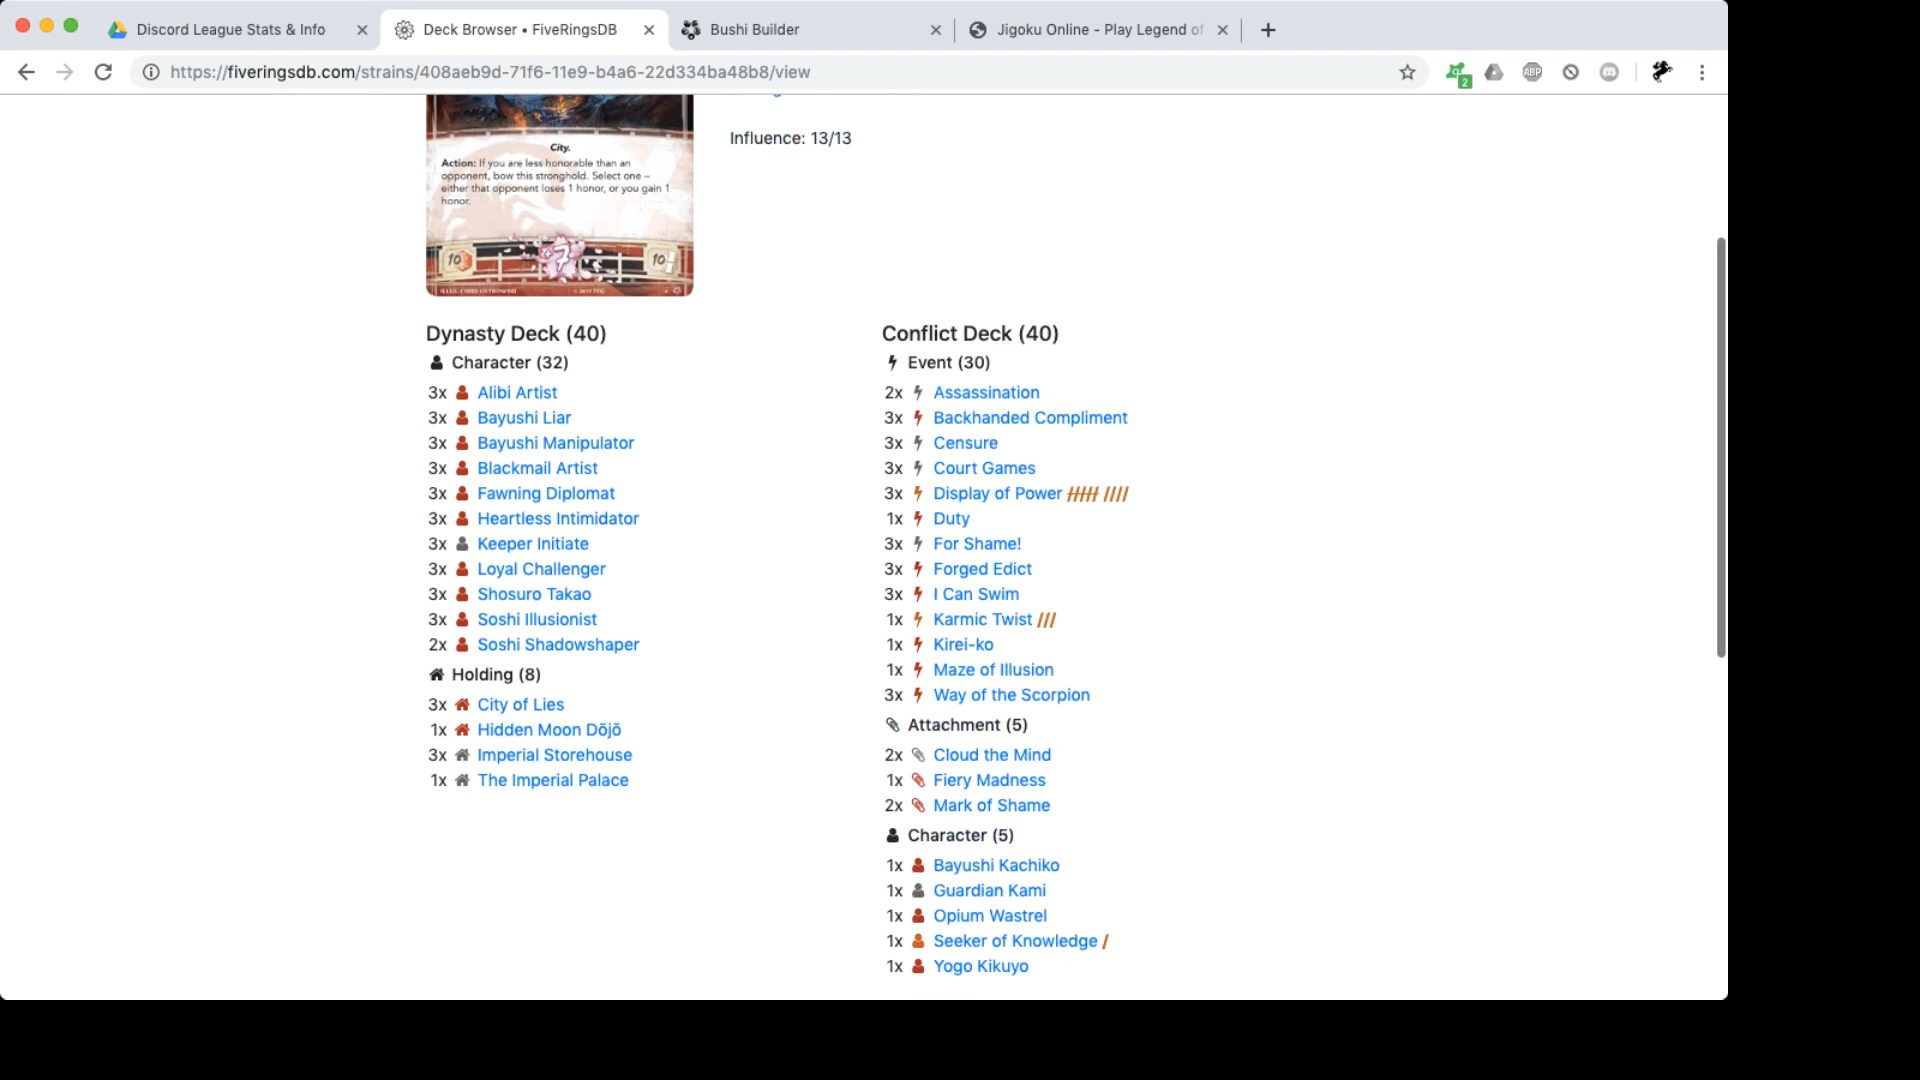 Discord League Stats & Info
Deck Browser • FiveRingsDB
Bushi Builder
Jigoku Online - Play Legend of
https://fiveringsdb.com/strains/408aeb9d-71f6-11e9-b4a6-22d334ba48b8/view
2
ABP
City.
Action: If you are less honorable than an
opponent, bow this stronghold. Select one –
either that opponent loses 1 honor, or you gain 1
honor.
10
+7
10
Influence: 13/13
Dynasty Deck (40)
Character (32)
3x Alibi Artist
3x Bayushi Liar
3x Bayushi Manipulator
3x Blackmail Artist
3x Fawning Diplomat
3x Heartless Intimidator
3x Keeper Initiate
3x Loyal Challenger
3x Shosuro Takao
3x Soshi Illusionist
2x Soshi Shadowshaper
Holding (8)
3x City of Lies
1x Hidden Moon Dōjō
3x Imperial Storehouse
1x The Imperial Palace
Conflict Deck (40)
Event (30)
2x Assassination
3x Backhanded Compliment
3x Censure
3x Court Games
3x Display of Power
1x Duty
3x For Shame!
3x Forged Edict
3x I Can Swim
1x Karmic Twist ///
1x Kirei-ko
1x Maze of Illusion
3x Way of the Scorpion
Attachment (5)
2x Cloud the Mind
1x Fiery Madness
2x Mark of Shame
Character (5)
1x Bayushi Kachiko
1x Guardian Kami
1x Opium Wastrel
1x Seeker of Knowledge /
1x Yogo Kikuyo